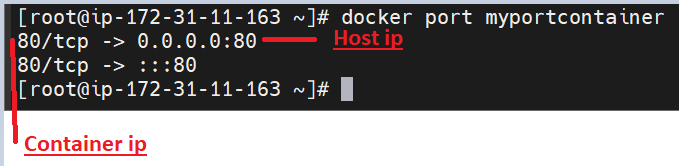 [root@ip-172-31-11-163 ~]# docker port myportcontainer
80/tcp -> 0.0.0.0:80
Host ip
80/tcp -> :::80
[root@ip-172-31-11-163 ~]#
Container ip